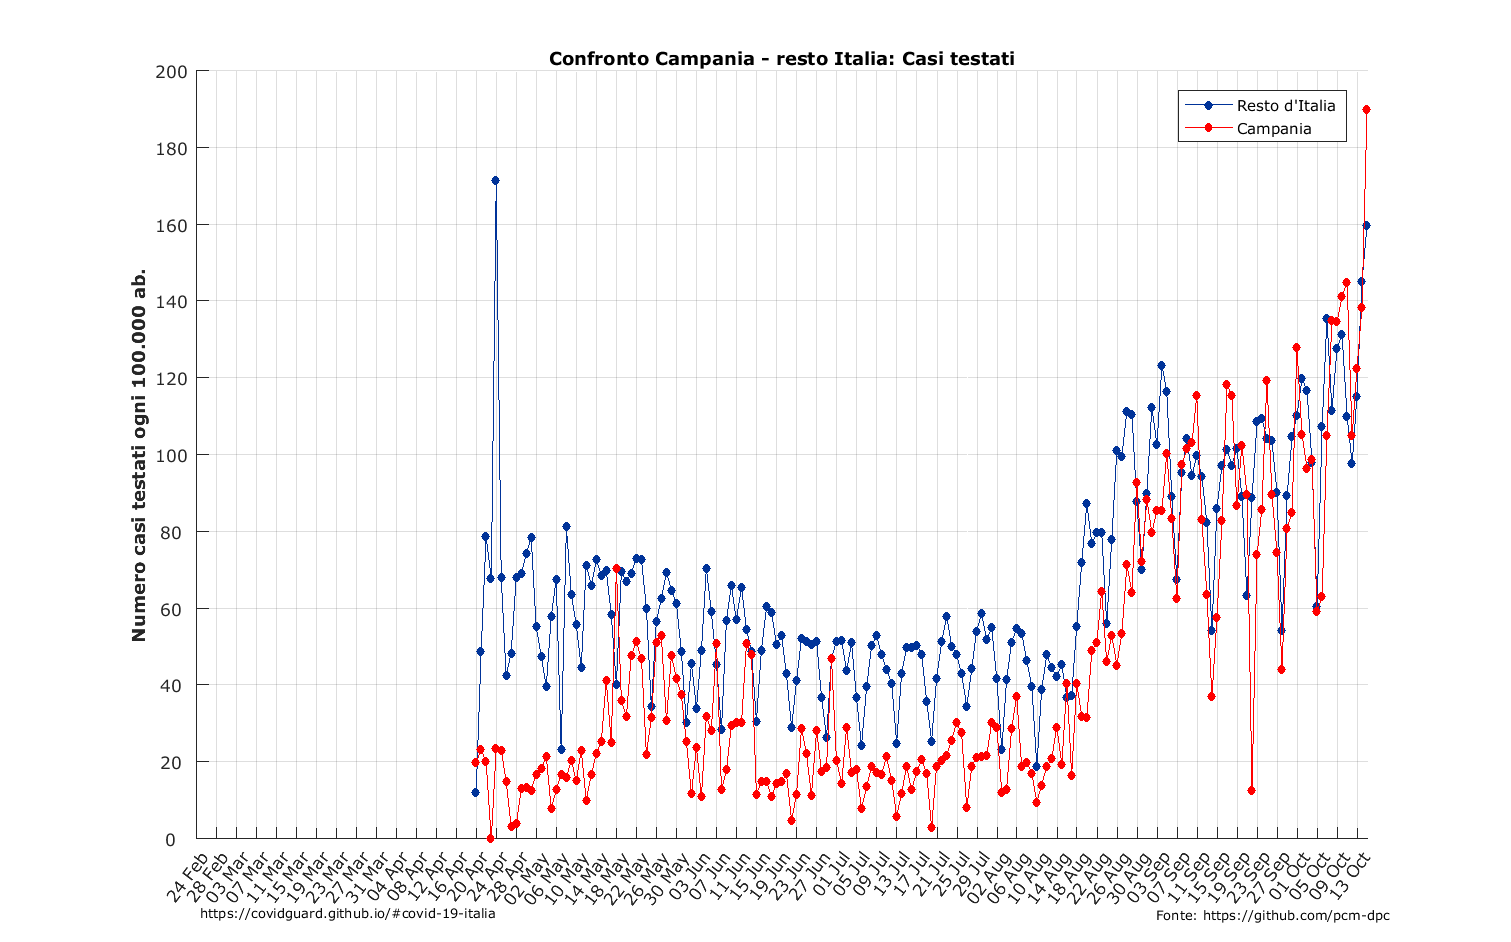 Confronto Campania - resto Italia: Casi testati
Resto d'Italia
Campania
Numero casi testati ogni 100.000 ab.
200
180
160
140
120
100
80
60
40
20
0
24 Feb
28 Feb
03 Mar
07 Mar
11 Mar
15 Mar
19 Mar
23 Mar
27 Mar
31 Mar
04 Apr
08 Apr
12 Apr
16 Apr
20 Apr
24 Apr
28 Apr
02 May
06 May
10 May
14 May
18 May
22 May
26 May
30 May
03 Jun
07 Jun
11 Jun
15 Jun
19 Jun
23 Jun
27 Jun
01 Jul
05 Jul
09 Jul
13 Jul
17 Jul
21 Jul
25 Jul
29 Jul
02 Aug
06 Aug
10 Aug
14 Aug
18 Aug
22 Aug
26 Aug
30 Aug
03 Sep
07 Sep
11 Sep
15 Sep
19 Sep
23 Sep
27 Sep
01 Oct
05 Oct
09 Oct
13 Oct
https://covidguard.github.io/#covid-19-italia
Fonte: https://github.com/pcm-dpc